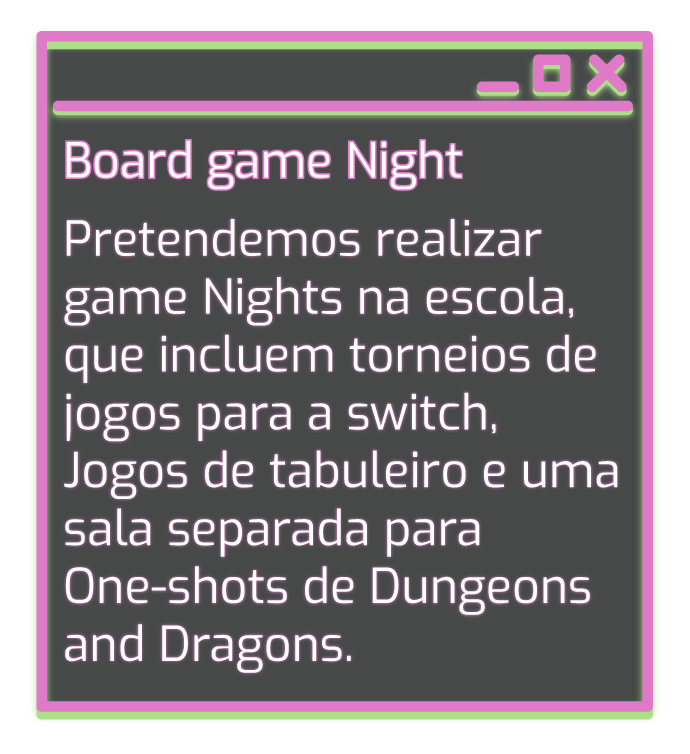 Board game Night
Pretendemos realizar
game Nights na escola,
que incluem torneios de
jogos para a switch,
Jogos de tabuleiro e uma
sala separada para
One-shots de Dungeons
and Dragons.